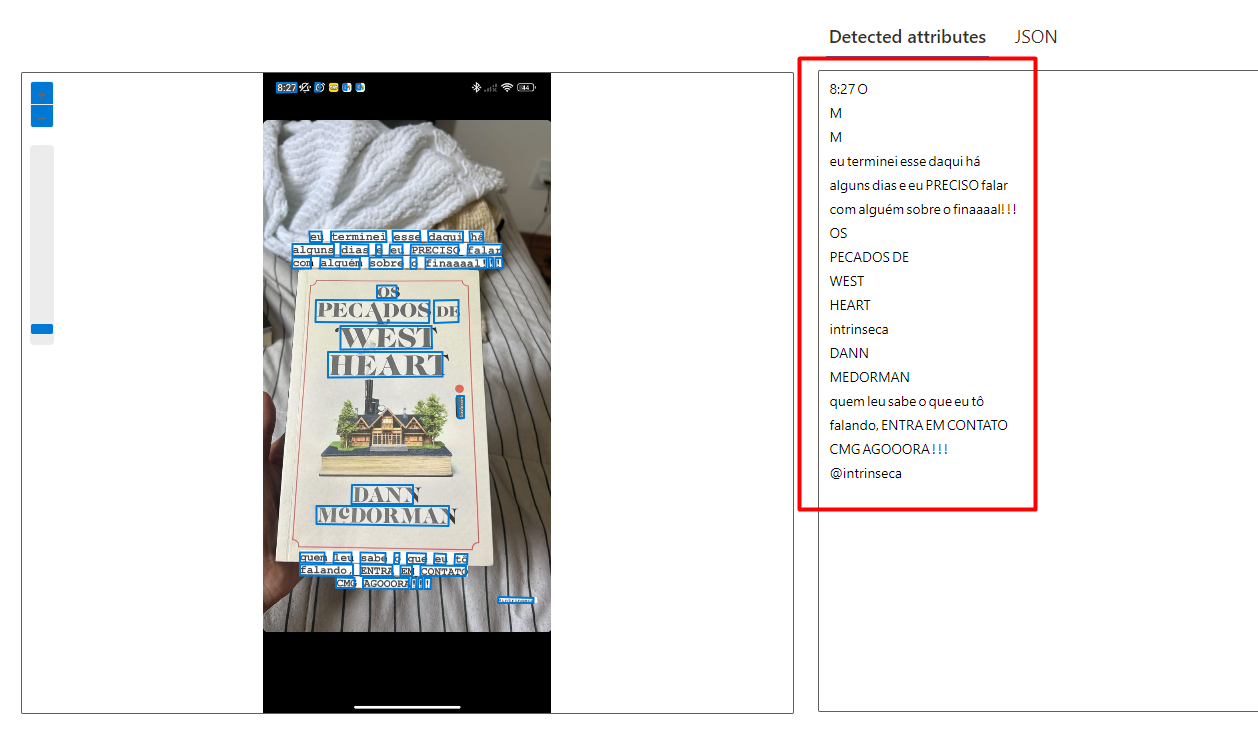 Detected attributes
JSON
8:27
44
eu terminei esse daqui há
alguns dias e eu PRECISO falar
com alguém sobre o finaaaal!!!
OS
PECADOS DE
WEST
HEART
DANN
McDORMAN
quem leu sabe o que eu tô
falando, ENTRA EM CONTATO
CMG AGOOORA!!!
@intrinseca
8:27 O
M
M
eu terminei esse daqui há
alguns dias e eu PRECISO falar
com alguém sobre o finaaaal!!!
OS
PECADOS DE
WEST
HEART
intrinseca
DANN
MEDORMAN
quem leu sabe o que eu tô
falando, ENTRA EM CONTATO
CMG AGOOORA !!!
@intrinseca